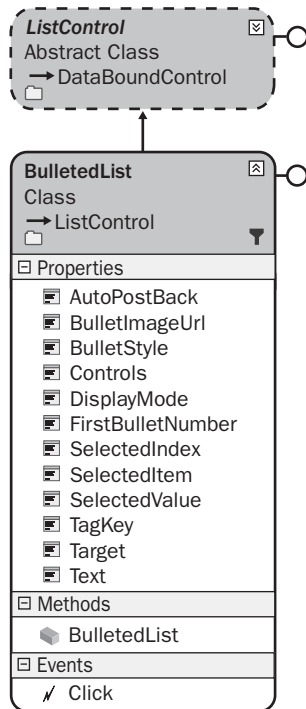 ListControl
Abstract Class
DataBoundControl
BulletedList
Class
ListControl
Properties
AutoPostBack
BulletImageUrl
BulletStyle
Controls
DisplayMode
FirstBulletNumber
SelectedIndex
SelectedItem
SelectedValue
TagKey
Target
Text
Methods
BulletedList
Events
Click